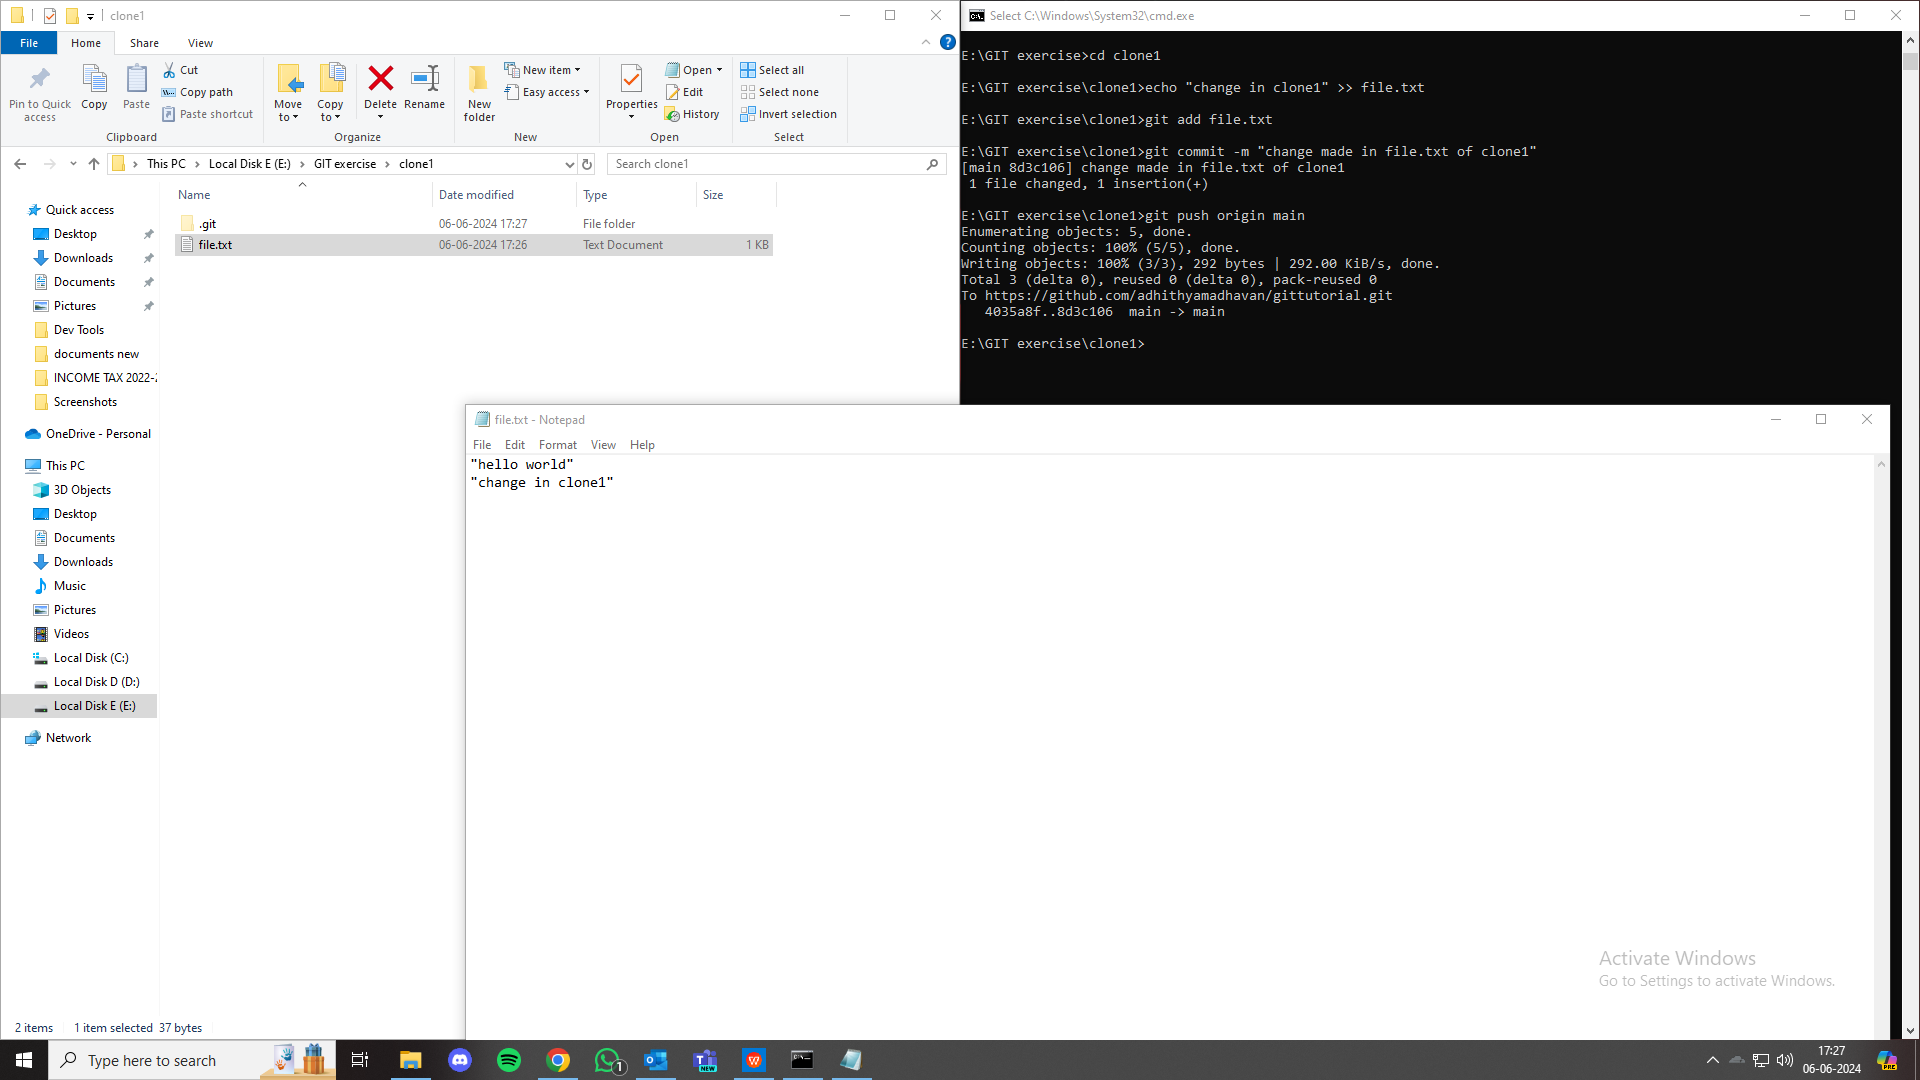 clone1
File Home Share View
Pin to Quick access
Copy
Paste
Cut
Copy path
Paste shortcut
Clipboard
Move to
Copy to
Delete
Rename
Organize
New folder
New item
Easy access
New
Properties
Open
Edit
History
Open
Select all
Select none
Invert selection
Select
This PC > Local Disk E (E:) > GIT exercise > clone1
Search clone1
Name Date modified Type Size
.git 06-06-2024 17:27 File folder
file.txt 06-06-2024 17:26 Text Document 1 KB
Quick access
Desktop
Downloads
Documents
Pictures
Dev Tools
documents new
INCOME TAX 2022-
Screenshots
OneDrive - Personal
This PC
3D Objects
Desktop
Documents
Downloads
Music
Pictures
Videos
Local Disk (C:)
Local Disk D (D:)
Local Disk E (E:)
Network
2 items 1 item selected 37 bytes
Select C:\Windows\System32\cmd.exe
E:\GIT exercise>cd clone1
E:\GIT exercise\clone1>echo "change in clone1" >> file.txt
E:\GIT exercise\clone1>git add file.txt
E:\GIT exercise\clone1>git commit -m "change made in file.txt of clone1"
[main 8d3c106] change made in file.txt of clone1
1 file changed, 1 insertion(+)
E:\GIT exercise\clone1>git push origin main
Enumerating objects: 5, done.
Counting objects: 100% (5/5), done.
Writing objects: 100% (3/3), 292 bytes | 292.00 KiB/s, done.
Total 3 (delta 0), reused 0 (delta 0), pack-reused 0
To https://github.com/adhithyamadhavan/gittutorial.git
4035a8f..8d3c106 main -> main
E:\GIT exercise\clone1>
file.txt - Notepad
File Edit Format View Help
"hello world"
"change in clone1"
Activate Windows
Go to Settings to activate Windows.
Type here to search
1
NEW
17:27
06-06-2024
PRE